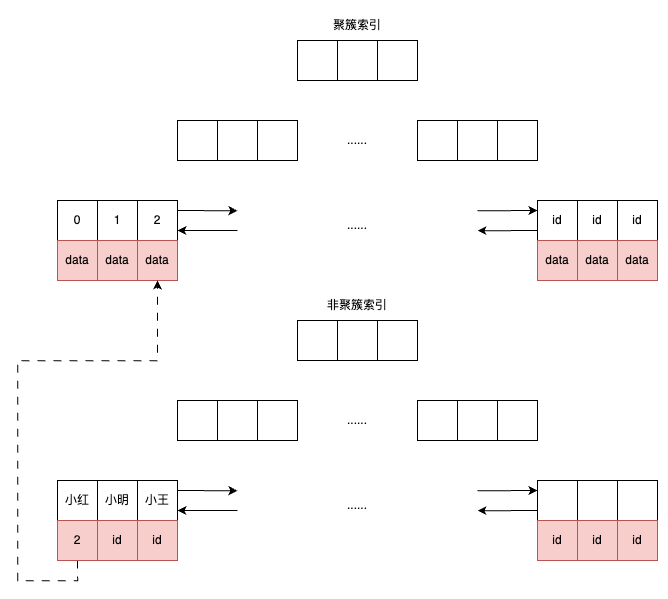 聚簇索引
......
0 1 2
......
id id id
data data data
data data data
非聚簇索引
......
小红 小明 小王
......
2 id id
id id id